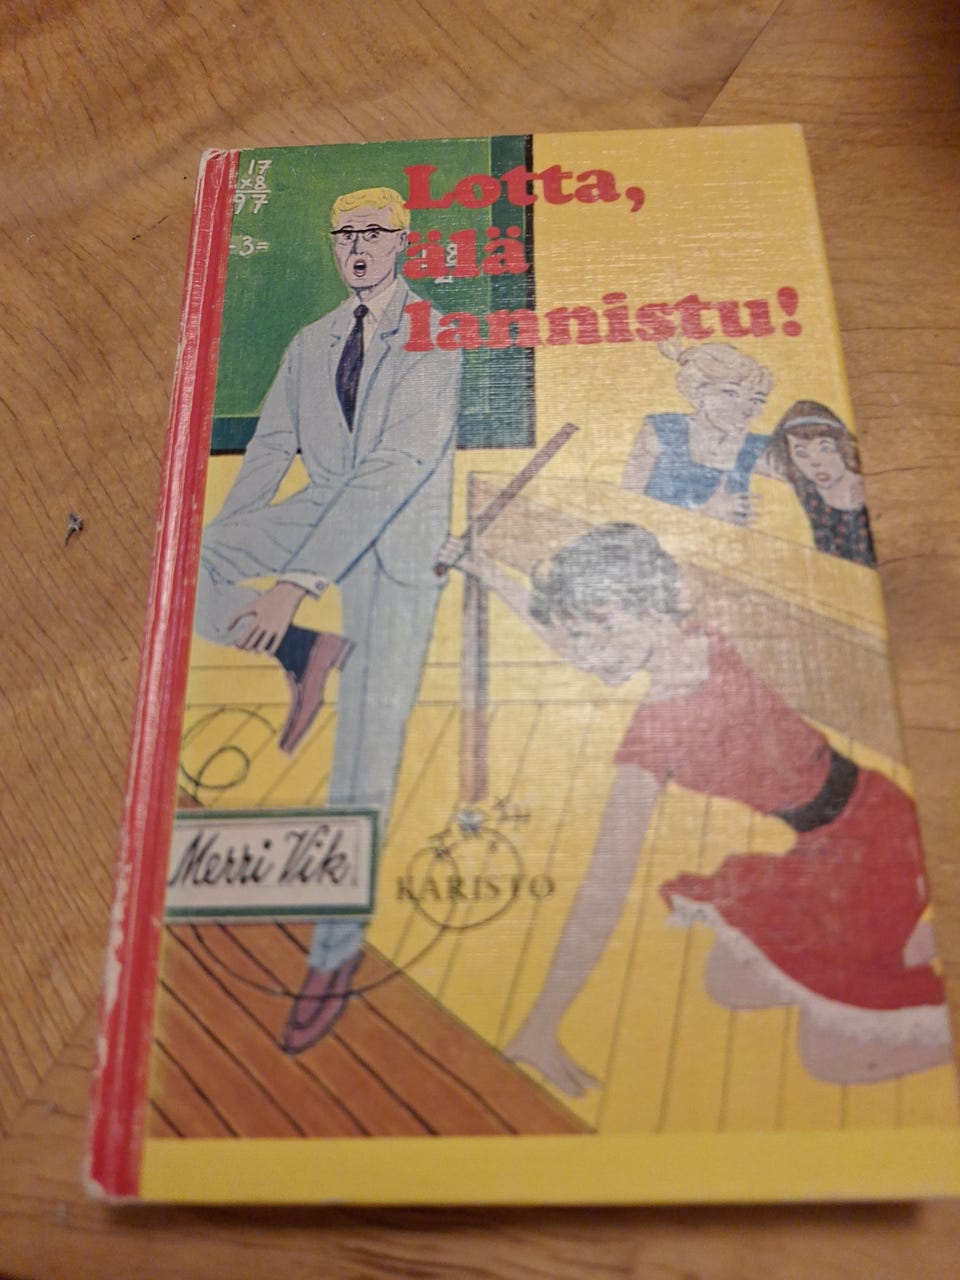 17
x8
97
-3=
Lotta,
älä
lannistu!
Merri Vik
KARISTO